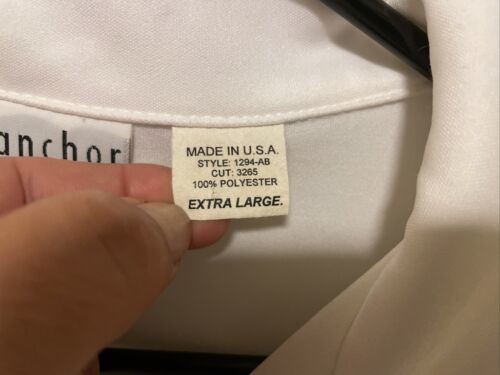 anchor
MADE IN U.S.A.
STYLE: 1294-AB
CUT: 3265
100% POLYESTER
EXTRA LARGE.